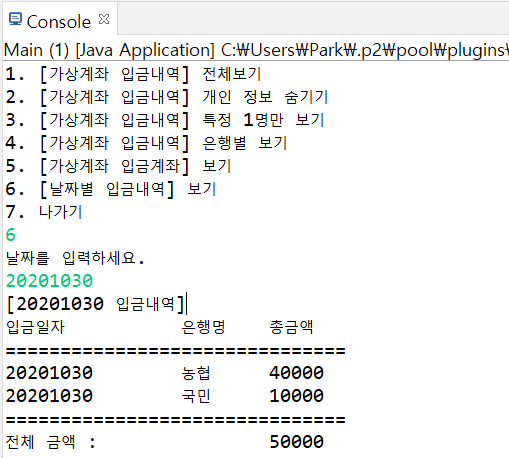 Console
Main (1) [Java Application] C:₩Users₩Park₩.p2₩pool₩plugins₩
1. [가상계좌 입금내역] 전체보기
2. [가상계좌 입금내역] 개인 정보 숨기기
3. [가상계좌 입금내역] 특정 1명만 보기
4. [가상계좌 입금내역] 은행별 보기
5. [가상계좌 입금계좌] 보기
6. [날짜별 입금내역] 보기
7. 나가기
6
날짜를 입력하세요.
20201030
[20201030 입금내역]
입금일자 은행명 총금액
===============================
20201030 농협 40000
20201030 국민 10000
===============================
전체 금액 : 50000